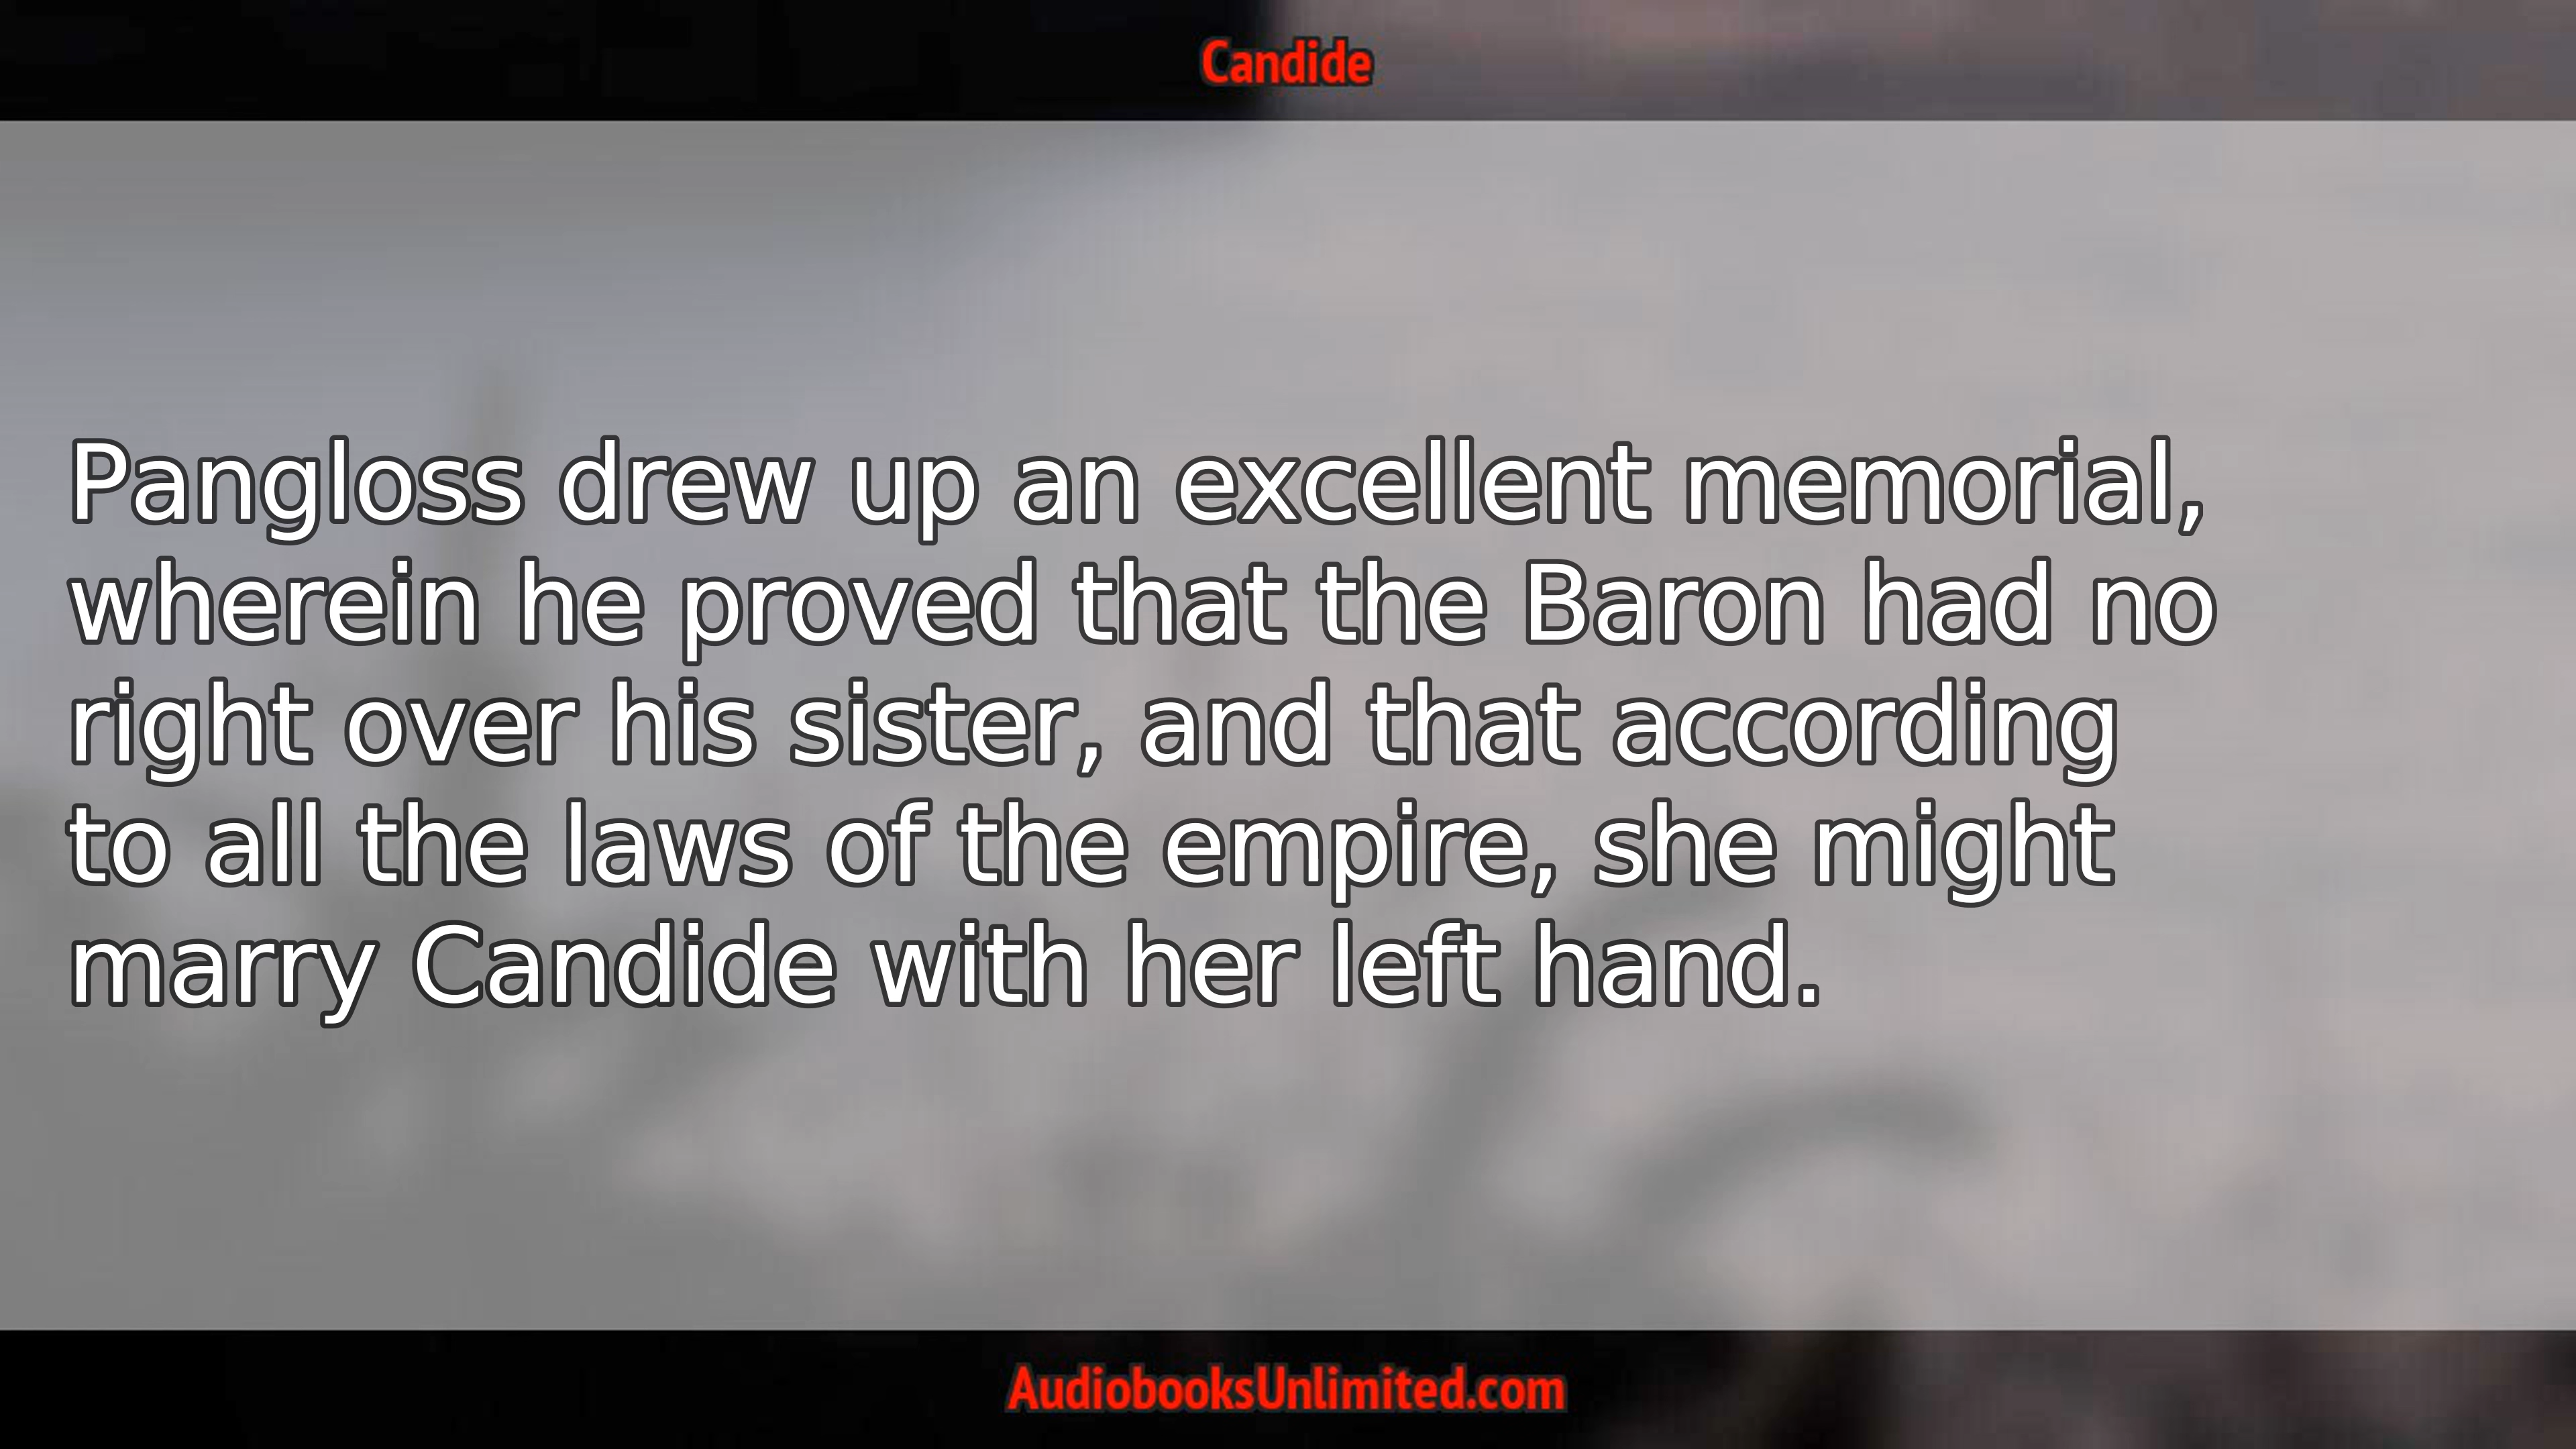 Candide
Pangloss drew up an excellent memorial,
wherein he proved that the Baron had no
right over his sister, and that according
to all the laws of the empire, she might
marry Candide with her left hand.
AudiobooksUnlimited.com